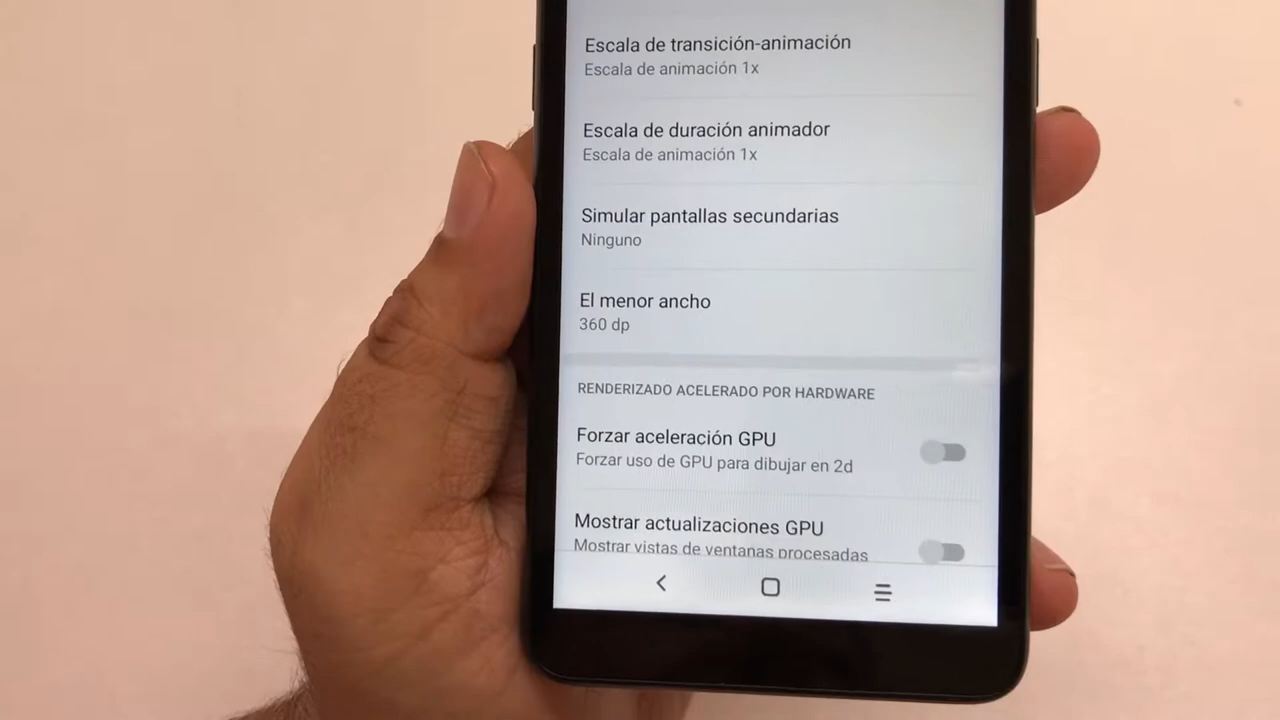 Escala de transición-animación
Escala de animación 1x
Escala de duración animador
Escala de animación 1x
Simular pantallas secundarias
Ninguno
El menor ancho
360 dp
RENDERIZADO ACELERADO POR HARDWARE
Forzar aceleración GPU
Forzar uso de GPU para dibujar en 2d
Mostrar actualizaciones GPU
Mostrar vistas de ventanas procesadas